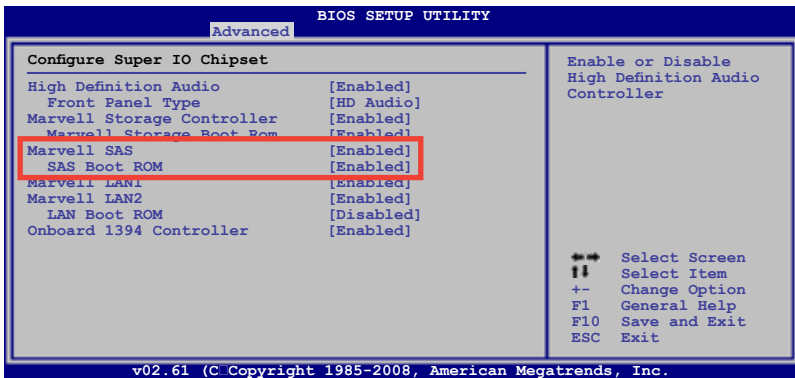 BIOS SETUP UTILITY
Advanced
Configure Super IO Chipset
High Definition Audio [Enabled]
Front Panel Type [HD Audio]
Marvell Storage Controller [Enabled]
Marvell Storage Boot Rom [Enabled]
Marvell SAS [Enabled]
SAS Boot ROM [Enabled]
Marvell LAN1 [Enabled]
Marvell LAN2 [Enabled]
LAN Boot ROM [Disabled]
Onboard 1394 Controller [Enabled]
Enable or Disable
High Definition Audio
Controller
←→ Select Screen
↑↓ Select Item
+- Change Option
F1 General Help
F10 Save and Exit
ESC Exit
v02.61 (C□Copyright 1985-2008, American Megatrends, Inc.